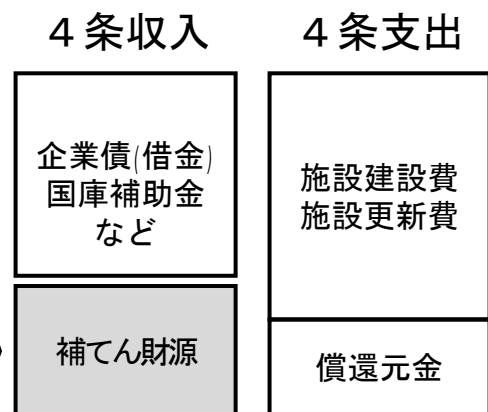 ４条収入
企業債(借金)
国庫補助金
など
補てん財源
４条支出
施設建設費
施設更新費
償還元金